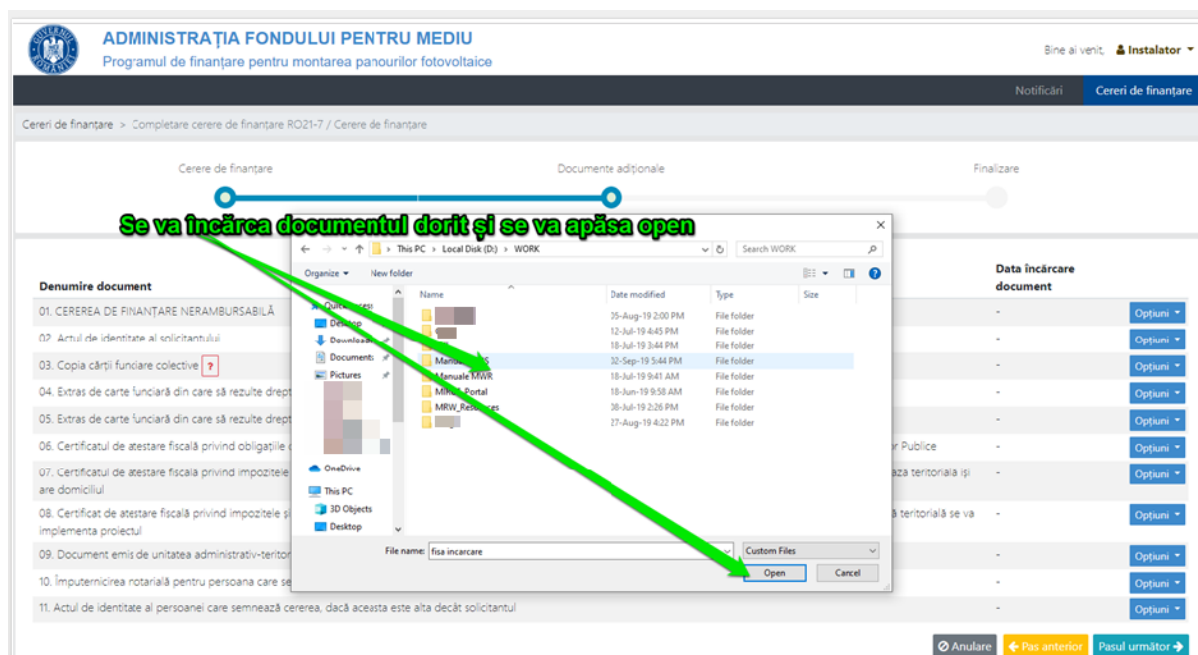 ADMINISTRAȚIA FONDULUI PENTRU MEDIU
Programul de finanțare pentru montarea panourilor fotovoltaice
Bine ai venit, Instalator
Notificări Cereri de finanțare
Cereri de finanțare > Completare cerere de finanțare RO21-7 / Cerere de finanțare
Cerere de finanțare Documente adiționale Finalizare
Se va încărca documentul dorit și se va apăsa open
This PC > Local Disk (D:) > WORK Search WORK
Organize New folder
Name Date modified Type Size
Quick access
05-Aug-19 2:00 PM File folder
Desktop
12-Jul-19 4:45 PM File folder
Downloads
18-Jul-19 3:44 PM File folder
Documents
02-Sep-19 5:44 PM File folder
Pictures
Manuale MWR 18-Jul-19 9:41 AM File folder
Portal 18-Jun-19 9:58 AM File folder
MRW_Resources 08-Jul-19 2:26 PM File folder
27-Aug-19 4:22 PM File folder
OneDrive
This PC
3D Objects
Desktop
File name: fisa incarcare Custom Files
Open Cancel
Denumire document Data încărcare document
01. CEREREA DE FINANȚARE NERAMBURSABILĂ - Opțiuni
02. Actul de identitate al solicitantului - Opțiuni
03. Copia cărții funciare colective ? - Opțiuni
04. Extras de carte funciară din care să rezulte drept - Opțiuni
05. Extras de carte funciară din care să rezulte drept - Opțiuni
06. Certificatul de atestare fiscală privind obligațiile r Publice - Opțiuni
07. Certificatul de atestare fiscala privind impozitele aza teritoriala iși - Opțiuni
are domiciliul
08. Certificat de atestare fiscală privind impozitele și ă teritorială se va - Opțiuni
implementa proiectul
09. Document emis de unitatea administrativ-teritor - Opțiuni
10. Împuternicirea notarială pentru persoana care se - Opțiuni
11. Actul de identitate al persoanei care semnează cererea, dacă aceasta este alta decât solicitantul - Opțiuni
Anulare Pas anterior Pasul următor